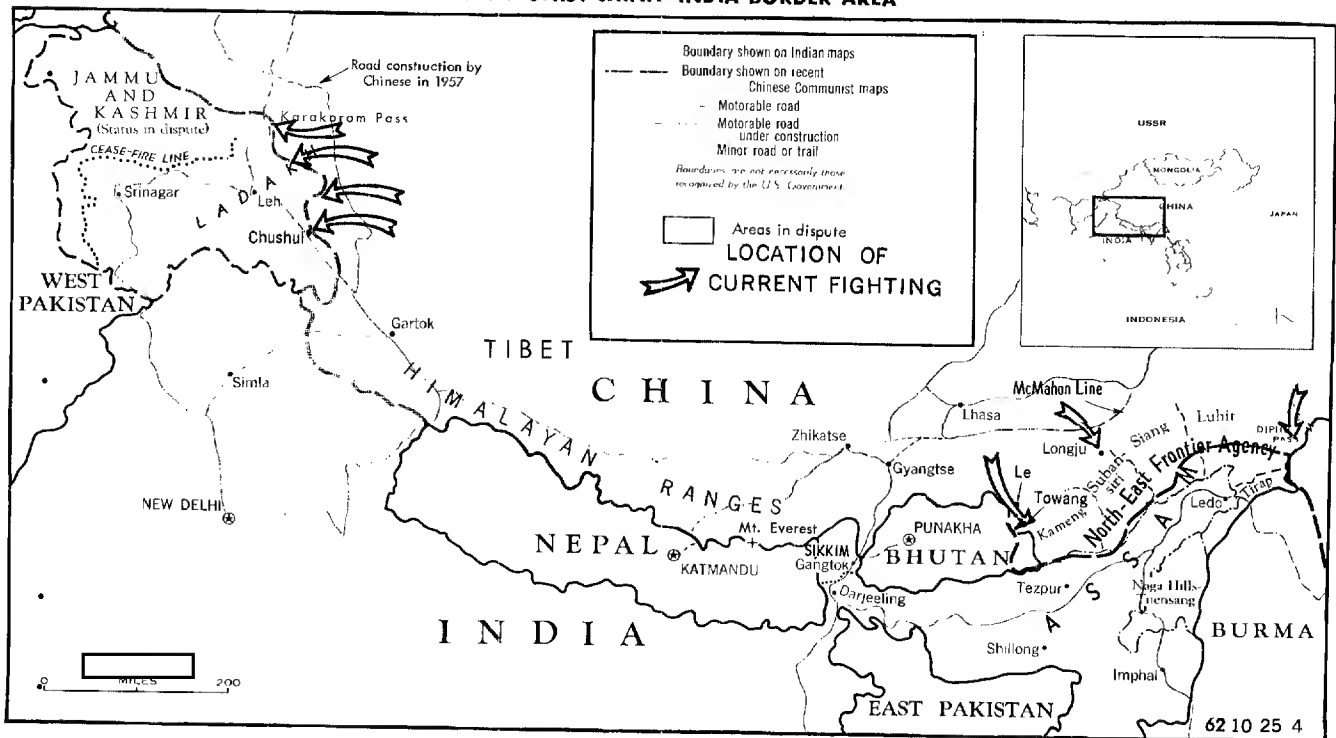 INDIA BORDER AREA
JAMMU
AND
KASHMIR
(Status in dispute)
Road construction by
Chinese in 1957
Karakoram Pass
CEASE-FIRE LINE
Srinagar
LADAK
Leh
Chushul
WEST
PAKISTAN
Gartok
Simla
NEW DELHI
Boundary shown on Indian maps
Boundary shown on recent
Chinese Communist maps
Motorable road
Motorable road
under construction
Minor road or trail
Boundaries are not necessarily those
recognized by the U.S. Government
Areas in dispute
LOCATION OF
CURRENT FIGHTING
USSR
MONGOLIA
CHINA
JAPAN
INDIA
INDONESIA
TIBET
CHINA
HIMALAYAN RANGES
McMahon Line
Lhasa
Zhikatse
Gyangtse
Longju
Siang
Luhit
Suban-
siri
Le
Towang
Kameng
North-East Frontier Agency
Tirap
Ledo
PUNAKHA
BHUTAN
Mt. Everest
NEPAL
KATMANDU
SIKKIM
Gangtok
Darjeeling
Tezpur
ASSAM
Naga Hills-
Tuensang
INDIA
Shillong
Imphal
BURMA
EAST PAKISTAN
0 MILES 200
62 10 25 4